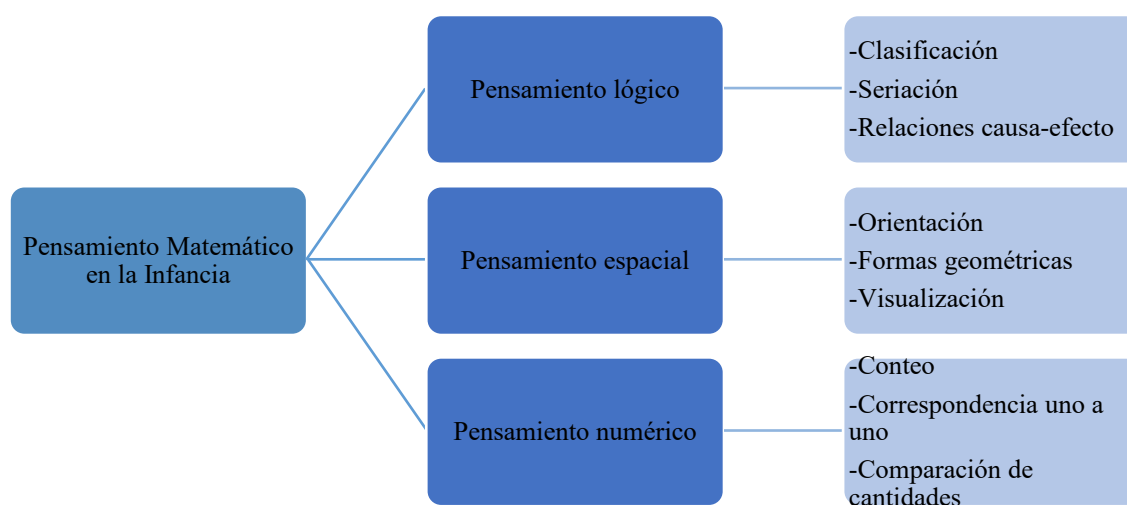 Pensamiento Matemático
en la Infancia
Pensamiento lógico
-Clasificación
-Seriación
-Relaciones causa-efecto
Pensamiento espacial
-Orientación
-Formas geométricas
-Visualización
Pensamiento numérico
-Conteo
-Correspondencia uno a
uno
-Comparación de
cantidades